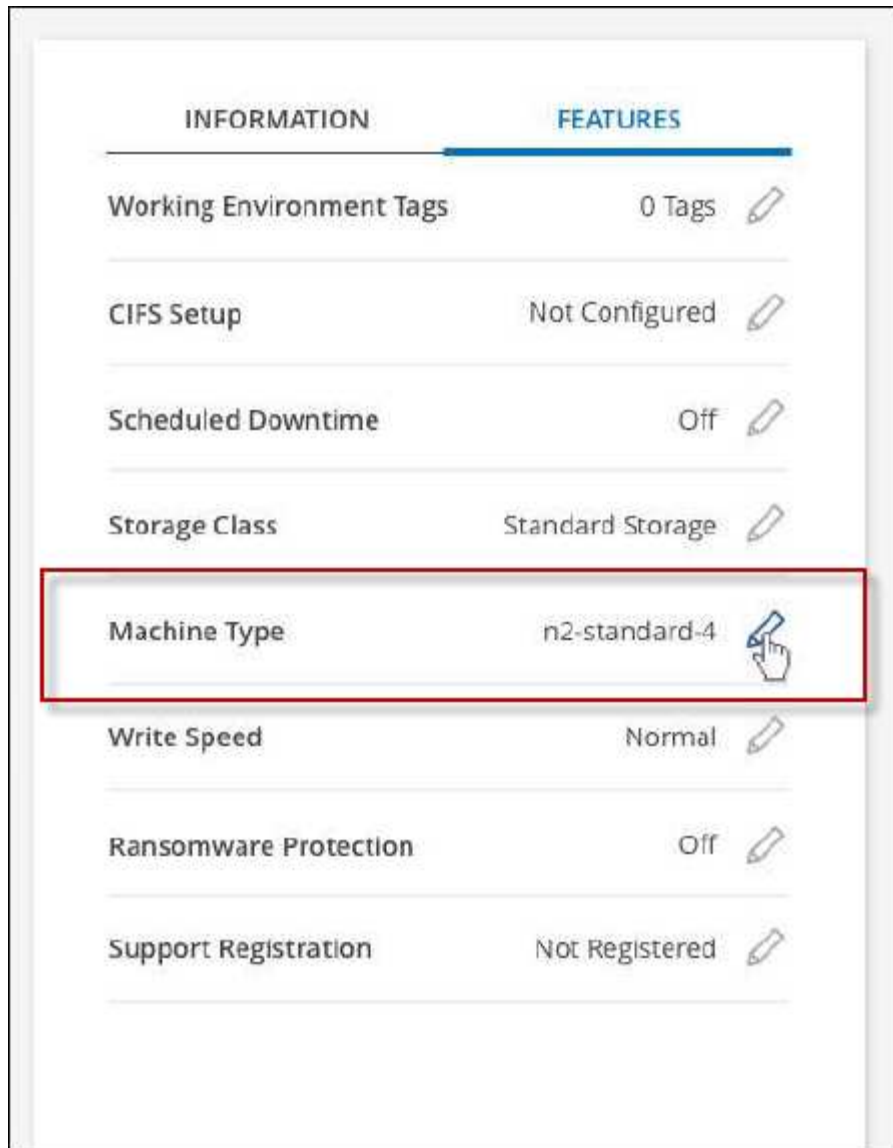 INFORMATION FEATURES
Working Environment Tags 0 Tags
CIFS Setup Not Configured
Scheduled Downtime Off
Storage Class Standard Storage
Machine Type n2-standard-4
Write Speed Normal
Ransomware Protection Off
Support Registration Not Registered